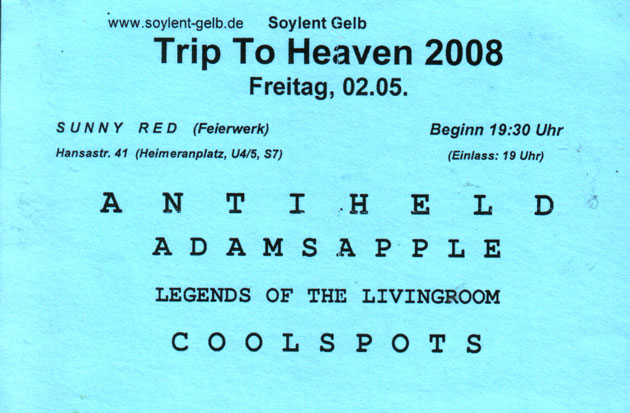 www.soylent-gelb.de Soylent Gelb
Trip To Heaven 2008
Freitag, 02.05.
SUNNY RED (Feierwerk) Beginn 19:30 Uhr
Hansastr. 41 (Heimeranplatz, U4/5, S7) (Einlass: 19 Uhr)
ANTIHELD
ADAMSAPPLE
LEGENDS OF THE LIVINGROOM
COOLSPOTS